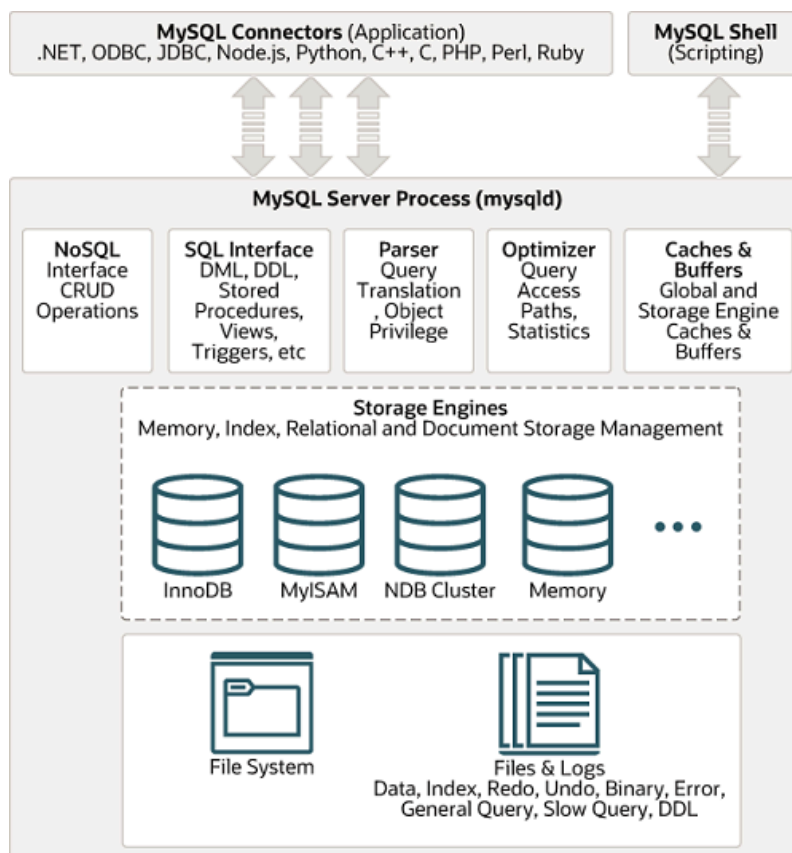 MySQL Connectors (Application)
.NET, ODBC, JDBC, Node.js, Python, C++, C, PHP, Perl, Ruby
MySQL Shell
(Scripting)
MySQL Server Process (mysqld)
NoSQL
Interface
CRUD
Operations
SQL Interface
DML, DDL,
Stored
Procedures,
Views,
Triggers, etc
Parser
Query
Translation
, Object
Privilege
Optimizer
Query
Access
Paths,
Statistics
Caches &
Buffers
Global and
Storage Engine
Caches &
Buffers
Storage Engines
Memory, Index, Relational and Document Storage Management
InnoDB
MyISAM
NDB Cluster
Memory
File System
Files & Logs
Data, Index, Redo, Undo, Binary, Error,
General Query, Slow Query, DDL